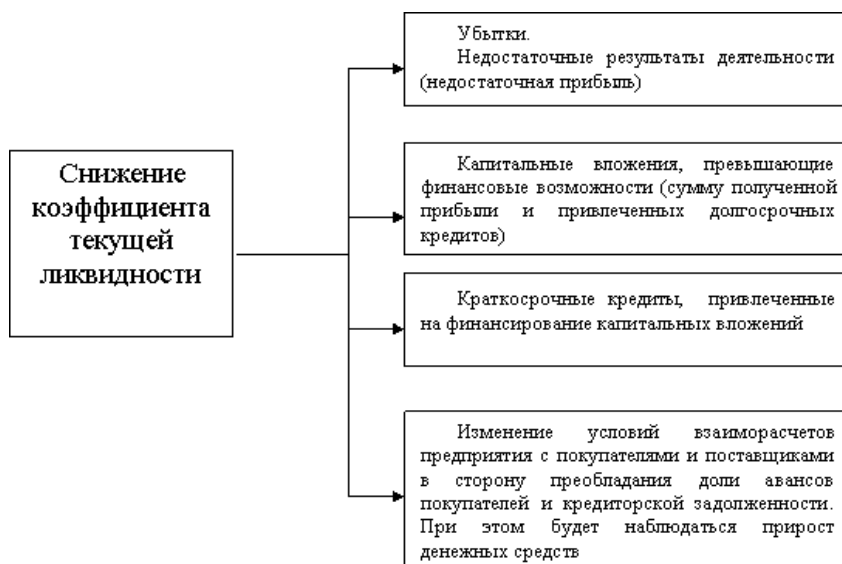 Снижение
коэффициента
текущей
ликвидности
Убытки.
Недостаточные результаты деятельности
(недостаточная прибыль)
Капитальные вложения, превышающие
финансовые возможности (сумму полученной
прибыли и привлеченных долгосрочных
кредитов)
Краткосрочные кредиты, привлеченные
на финансирование капитальных вложений
Изменение условий взаиморасчетов
предприятия с покупателями и поставщиками
в сторону преобладания доли авансов
покупателей и кредиторской задолженности.
При этом будет наблюдаться прирост
денежных средств